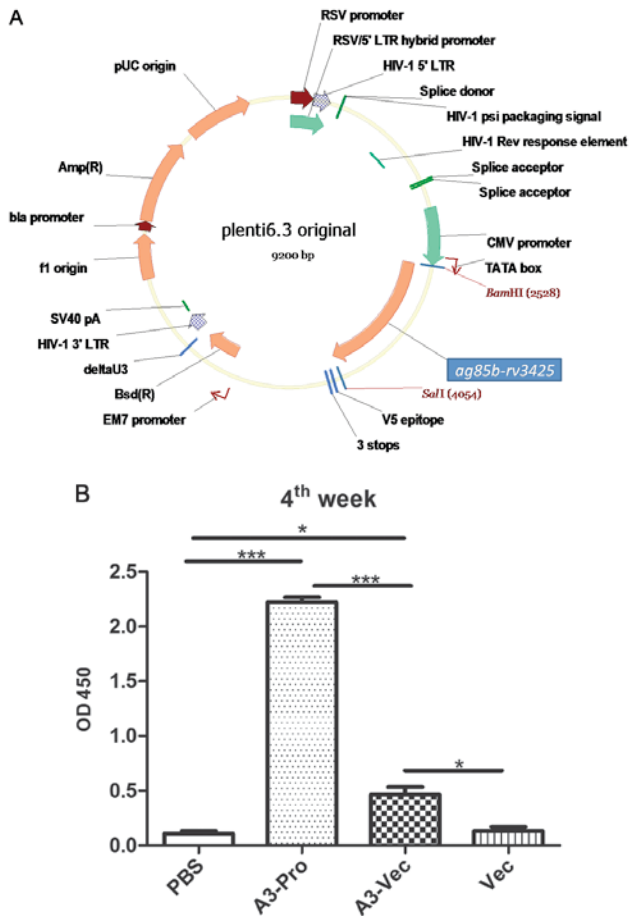 A
RSV promoter
RSV/5' LTR hybrid promoter
HIV-1 5' LTR
Splice donor
HIV-1 psi packaging signal
HIV-1 Rev response element
Splice acceptor
Splice acceptor
CMV promoter
TATA box
BamHI (2528)
ag85b-rv3425
SalI (4054)
V5 epitope
3 stops
EM7 promoter
Bsd(R)
deltaU3
HIV-1 3' LTR
SV40 pA
f1 origin
bla promoter
Amp(R)
pUC origin
plenti6.3 original
9200 bp
B
4th week
*
***
***
*
OD 450
2.5
2.0
1.5
1.0
0.5
0.0
PBS
A3-Pro
A3-Vec
Vec